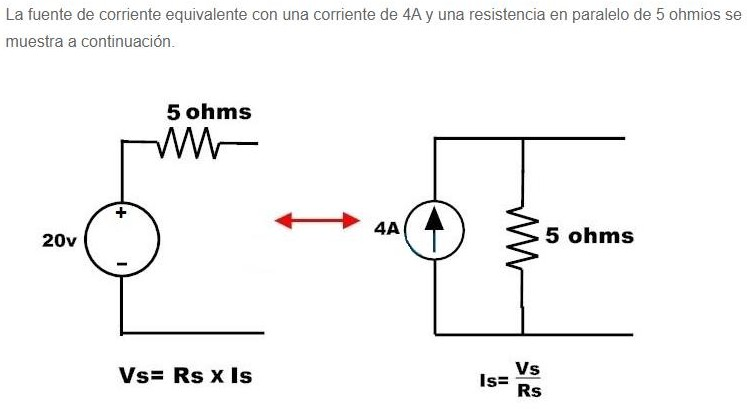 La fuente de corriente equivalente con una corriente de 4A y una resistencia en paralelo de 5 ohmios se
muestra a continuación.
5 ohms
+
20v
-
4A
5 ohms
Vs= Rs x Is
Is= Vs
Rs